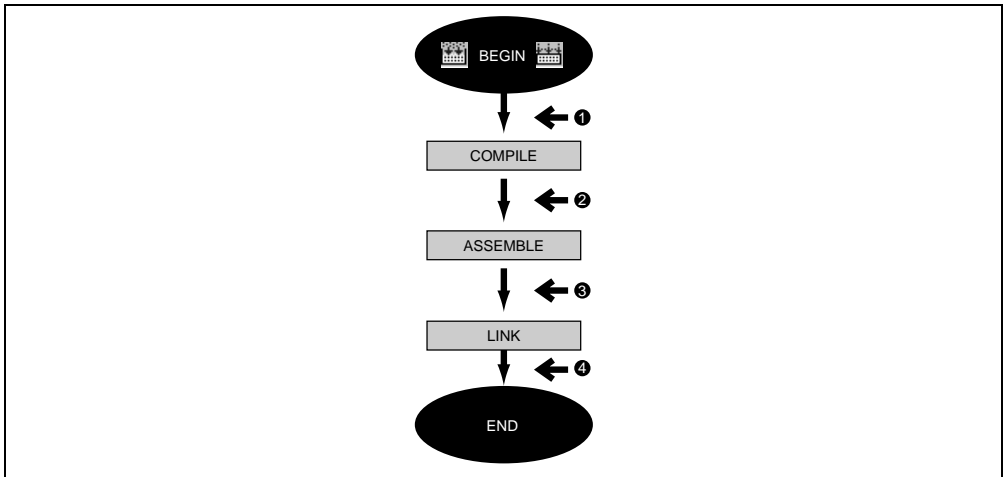 BEGIN
❶
COMPILE
❷
ASSEMBLE
❸
LINK
❹
END